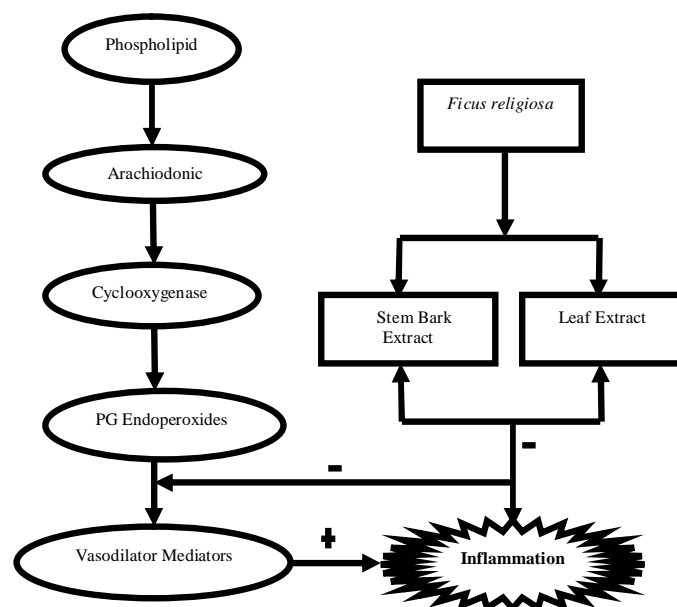 Phospholipid
Ficus religiosa
Arachiodonic
Cyclooxygenase
Stem Bark
Extract
Leaf Extract
PG Endoperoxides
-
-
Vasodilator Mediators
+
Inflammation